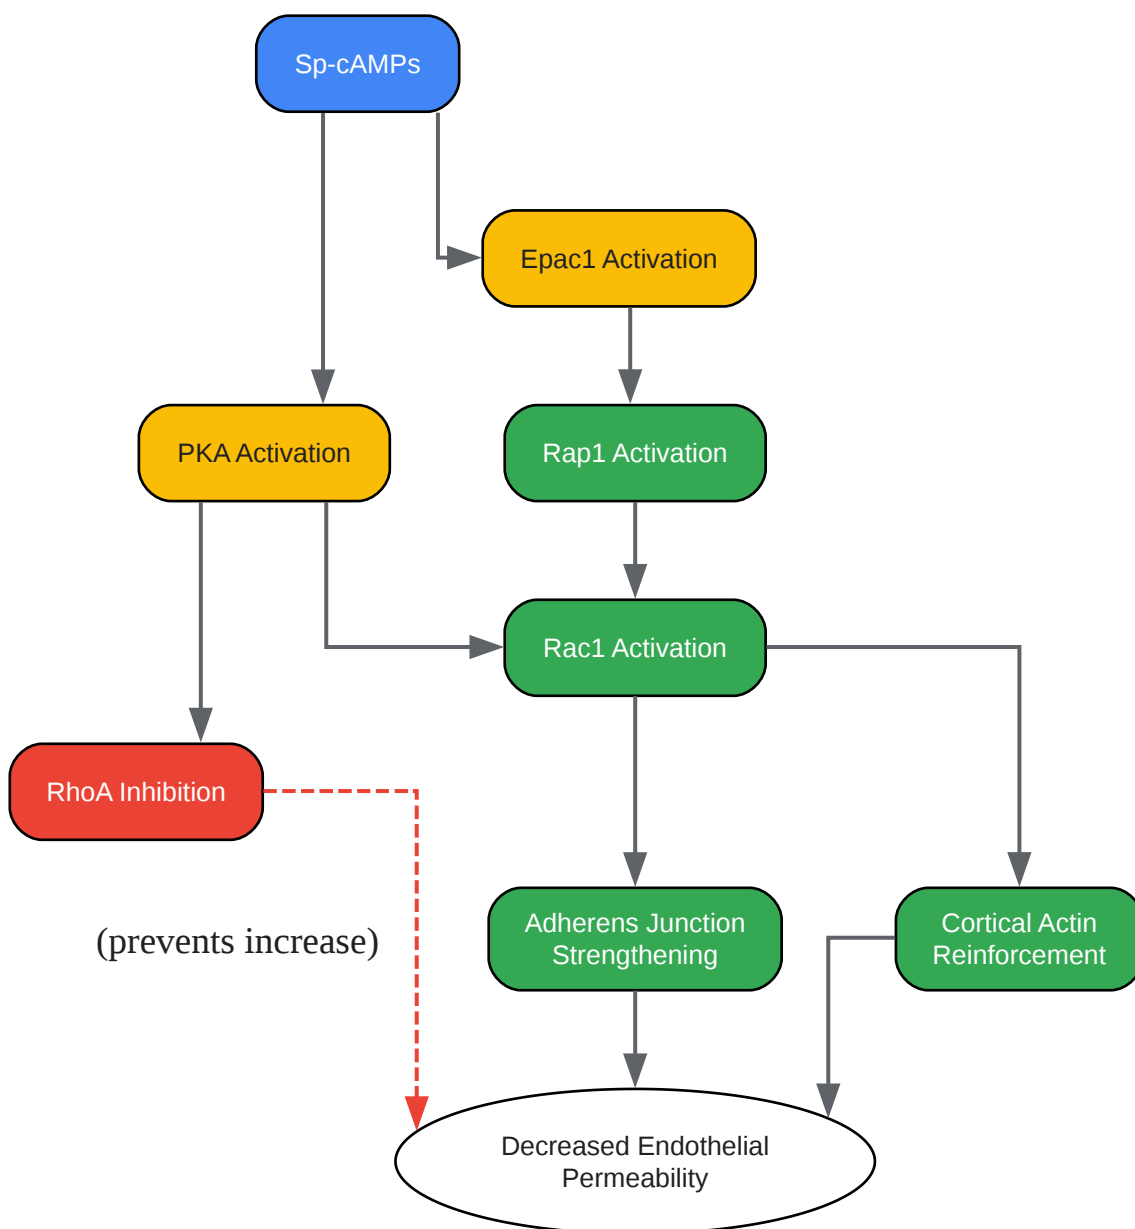 Sp-cAMPs
Epac1 Activation
PKA Activation
Rap1 Activation
Rac1 Activation
RhoA Inhibition
(prevents increase)
Adherens Junction
Strengthening
Cortical Actin
Reinforcement
Decreased Endothelial
Permeability